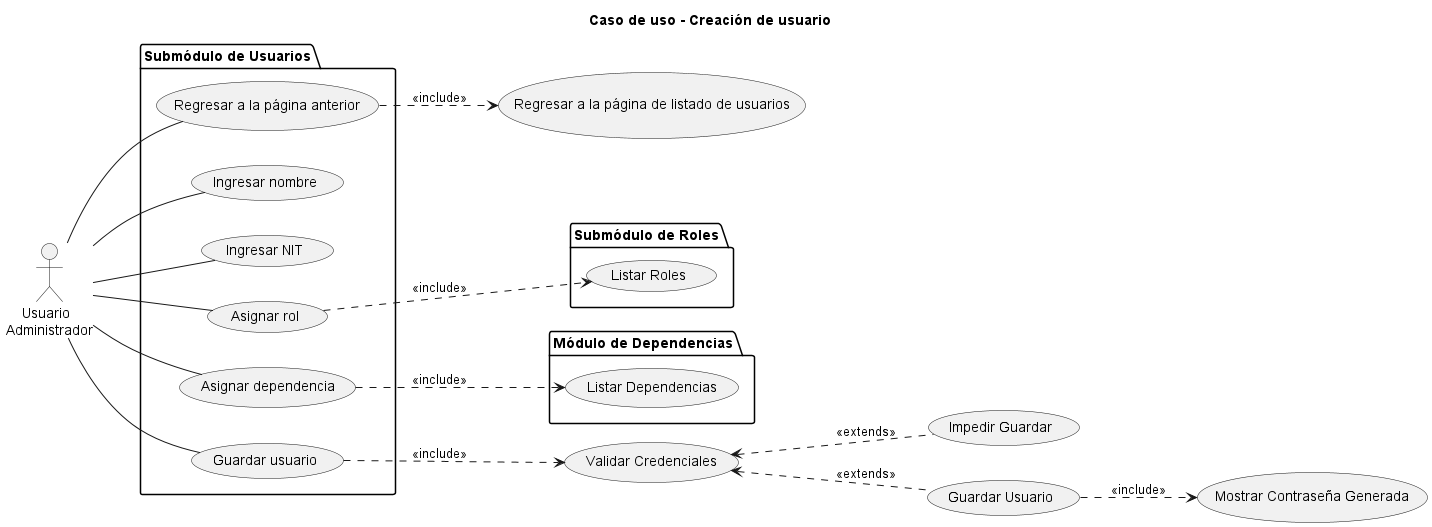 Caso de uso - Creación de usuario
Submódulo de Usuarios
Regresar a la página anterior
«include»
Regresar a la página de listado de usuarios
Ingresar nombre
Ingresar NIT
Submódulo de Roles
Listar Roles
«include»
Asignar rol
Usuario
Administrador
Módulo de Dependencias
Asignar dependencia
«include»
Listar Dependencias
Guardar usuario
«include»
Validar Credenciales
«extends»
Impedir Guardar
«extends»
Guardar Usuario
«include»
Mostrar Contraseña Generada